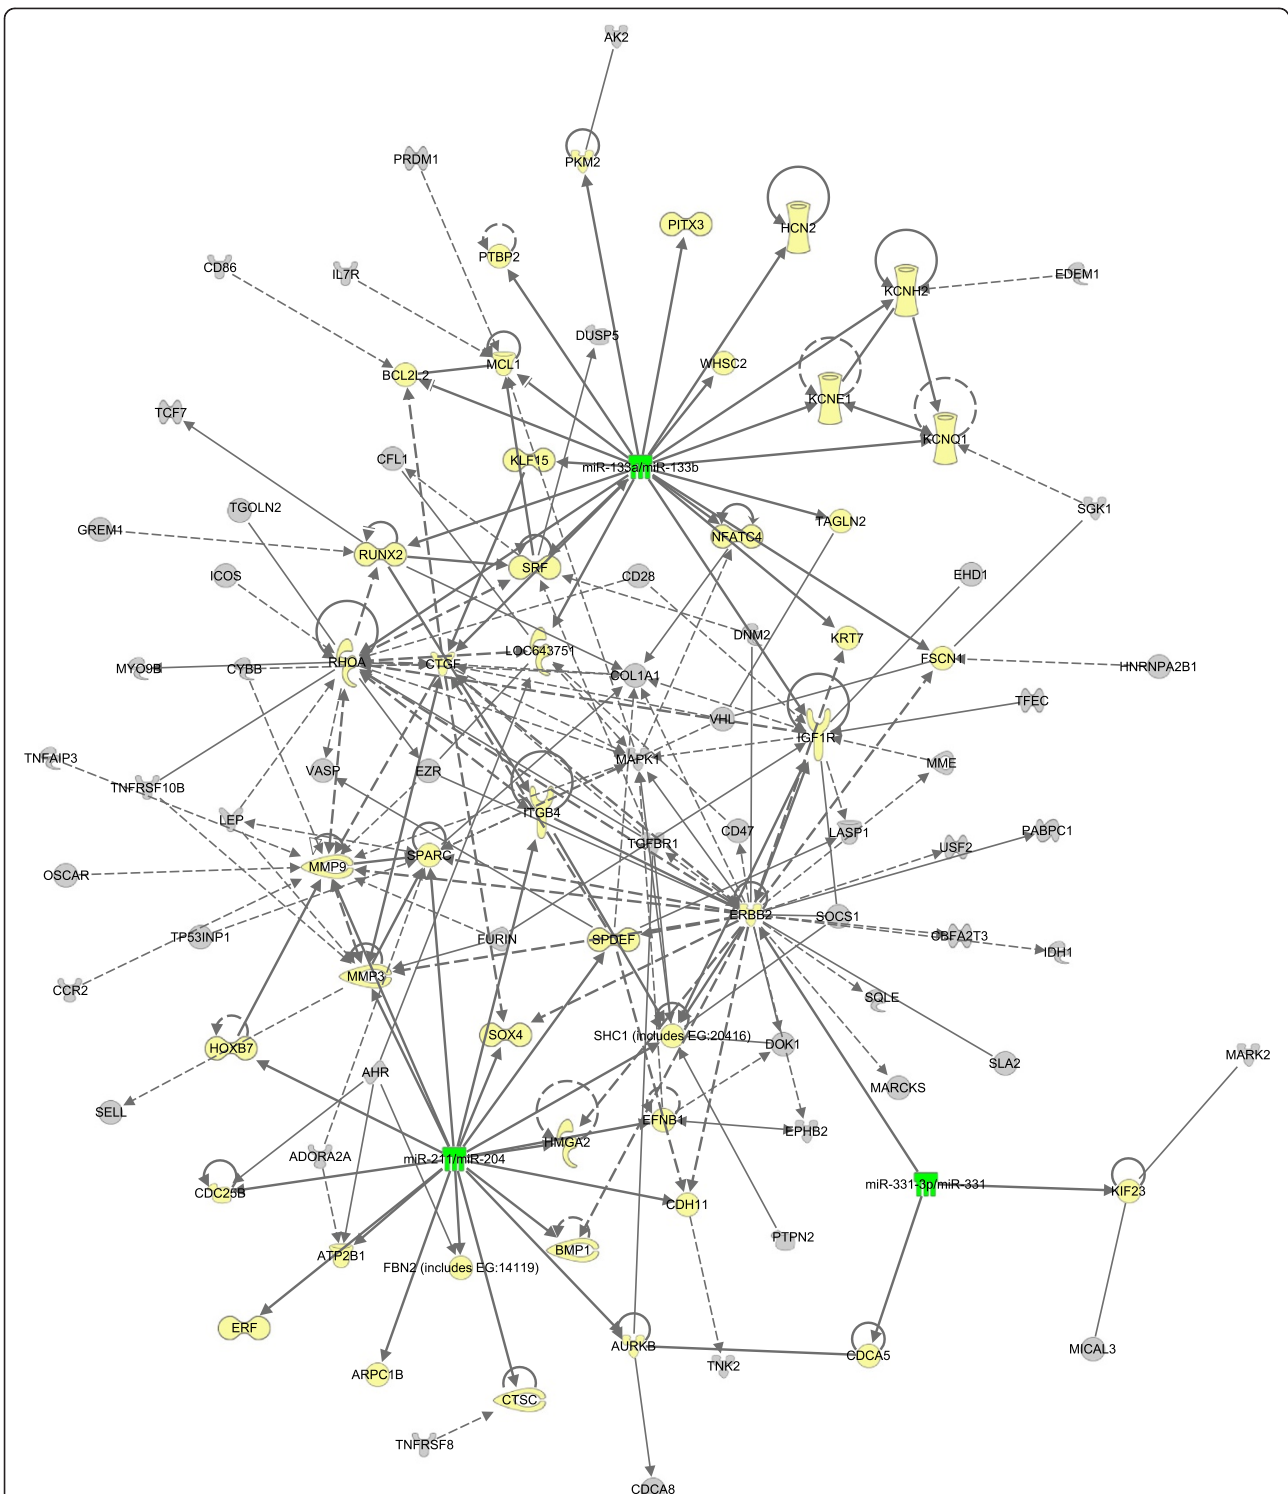 AK2
PRDM1
PKM2
PITX3
HCN2
PTBP2
CD86
IL7R
EDEM1
KCNH2
DUSP5
MCL1
WHSC2
BCL2L2
KCNE1
TCF7
KCNQ1
CFL1
KLF15
miR-133a/miR-133b
TGOLN2
SGK1
GREM1
TAGLN2
NFATC4
RUNX2
SRF
ICOS
CD28
EHD1
DNM2
KRT7
LOC643751
RHOA
CTGF
FSCN1
MYO9B
CYBB
HNRNPA2B1
COL1A1
TFEC
VHL
IGF1R
TNFAIP3
MAPK1
MME
VASP
EZR
TNFRSF10B
ITGB4
LEP
CD47
LASP1
PABPC1
TGFBR1
USF2
SPARC
MMP9
OSCAR
ERBB2
SOCS1
TP53INP1
FURIN
SPDEF
CBFA2T3
IDH1
MMP3
CCR2
SQLE
SOX4
SHC1 (includes EG:20416)
DOK1
HOXB7
MARK2
SLA2
AHR
MARCKS
SELL
EFNB1
EPHB2
HMGA2
ADORA2A
miR-211/miR-204
miR-331-3p/miR-331
CDC25B
KIF23
CDH11
PTPN2
ATP2B1
BMP1
FBN2 (includes EG:14119)
ERF
AURKB
MICAL3
CDCA5
TNK2
ARPC1B
CTSC
TNFRSF8
CDCA8